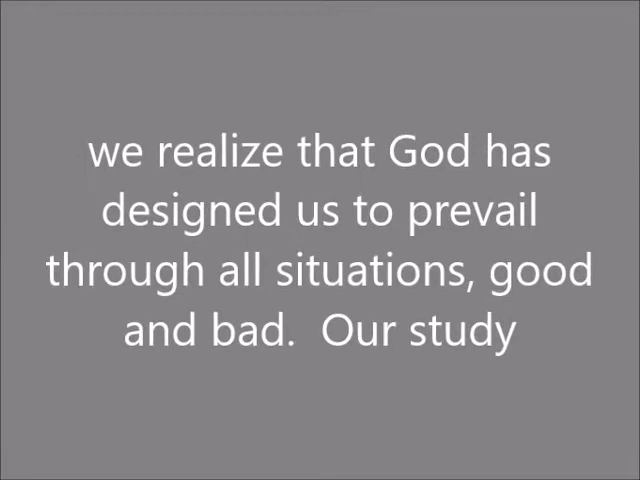 we realize that God has
designed us to prevail
through all situations, good
and bad.  Our study